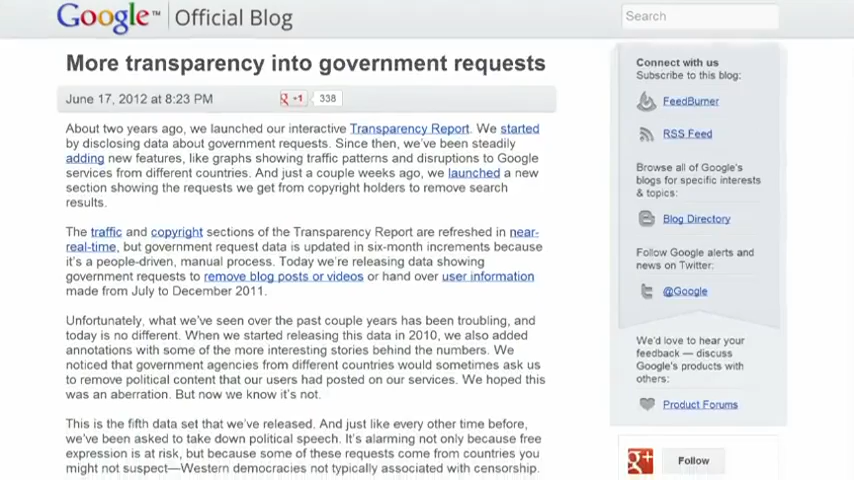 Google™ Official Blog
Search
More transparency into government requests
June 17, 2012 at 8:23 PM
+1
338
About two years ago, we launched our interactive Transparency Report. We started
by disclosing data about government requests. Since then, we've been steadily
adding new features, like graphs showing traffic patterns and disruptions to Google
services from different countries. And just a couple weeks ago, we launched a new
section showing the requests we get from copyright holders to remove search
results.
The traffic and copyright sections of the Transparency Report are refreshed in near-
real-time, but government request data is updated in six-month increments because
it's a people-driven, manual process. Today we're releasing data showing
government requests to remove blog posts or videos or hand over user information
made from July to December 2011.
Unfortunately, what we've seen over the past couple years has been troubling, and
today is no different. When we started releasing this data in 2010, we also added
annotations with some of the more interesting stories behind the numbers. We
noticed that government agencies from different countries would sometimes ask us
to remove political content that our users had posted on our services. We hoped this
was an aberration. But now we know it's not.
This is the fifth data set that we've released. And just like every other time before,
we've been asked to take down political speech. It's alarming not only because free
expression is at risk, but because some of these requests come from countries you
might not suspect—Western democracies not typically associated with censorship.
Connect with us
Subscribe to this blog:
FeedBurner
RSS Feed
Browse all of Google's
blogs for specific interests
& topics:
Blog Directory
Follow Google alerts and
news on Twitter:
@Google
We'd love to hear your
feedback — discuss
Google's products with
others:
Product Forums
g+
Follow